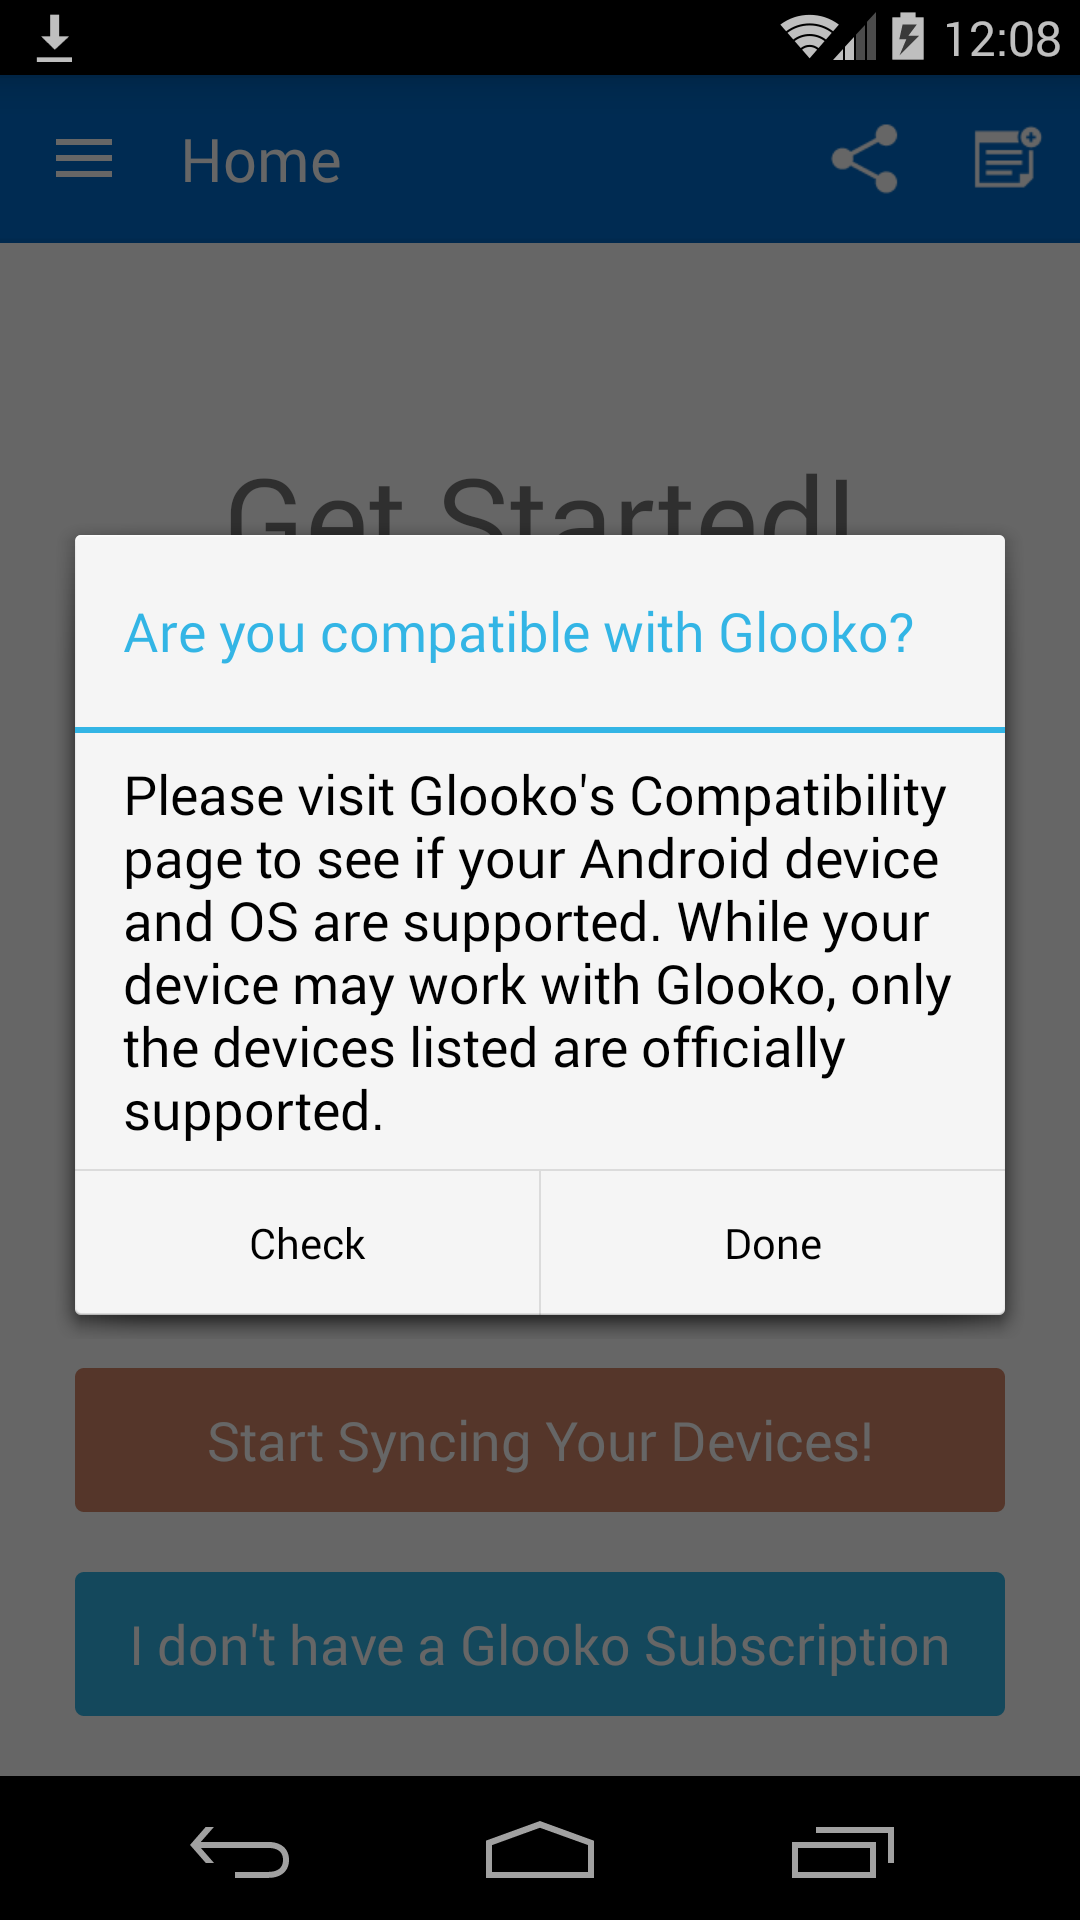 12:08
Home
Get Started!
Are you compatible with Glooko?
Please visit Glooko's Compatibility
page to see if your Android device
and OS are supported. While your
device may work with Glooko, only
the devices listed are officially
supported.
Check
Done
Start Syncing Your Devices!
I don't have a Glooko Subscription